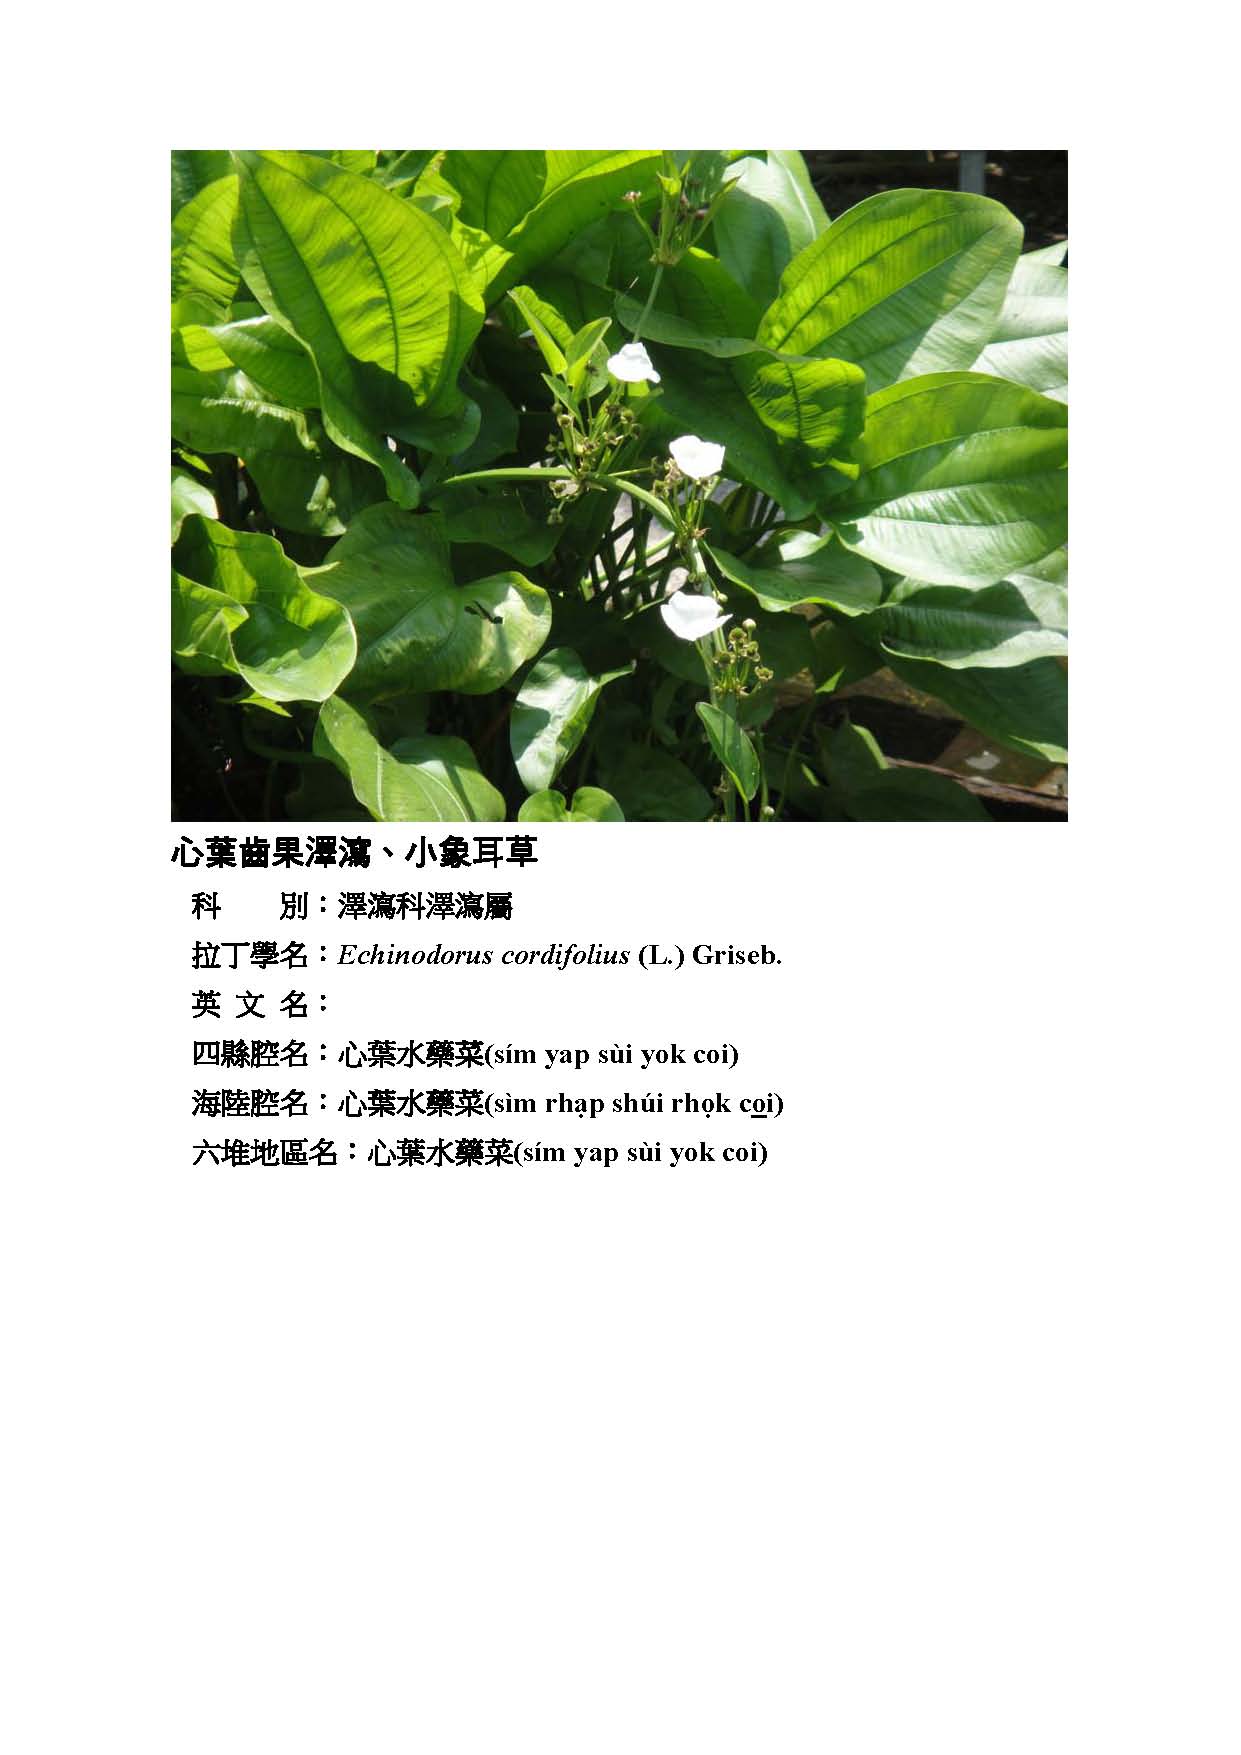 心葉齒果澤瀉、小象耳草
科　　別：澤瀉科澤瀉屬
拉丁學名：Echinodorus cordifolius (L.) Griseb.
英 文 名：
四縣腔名：心葉水藥菜(sím yap sùi yok coi)
海陸腔名：心葉水藥菜(sìm rhạp shúi rhọk co̲i)
六堆地區名：心葉水藥菜(sím yap sùi yok coi)